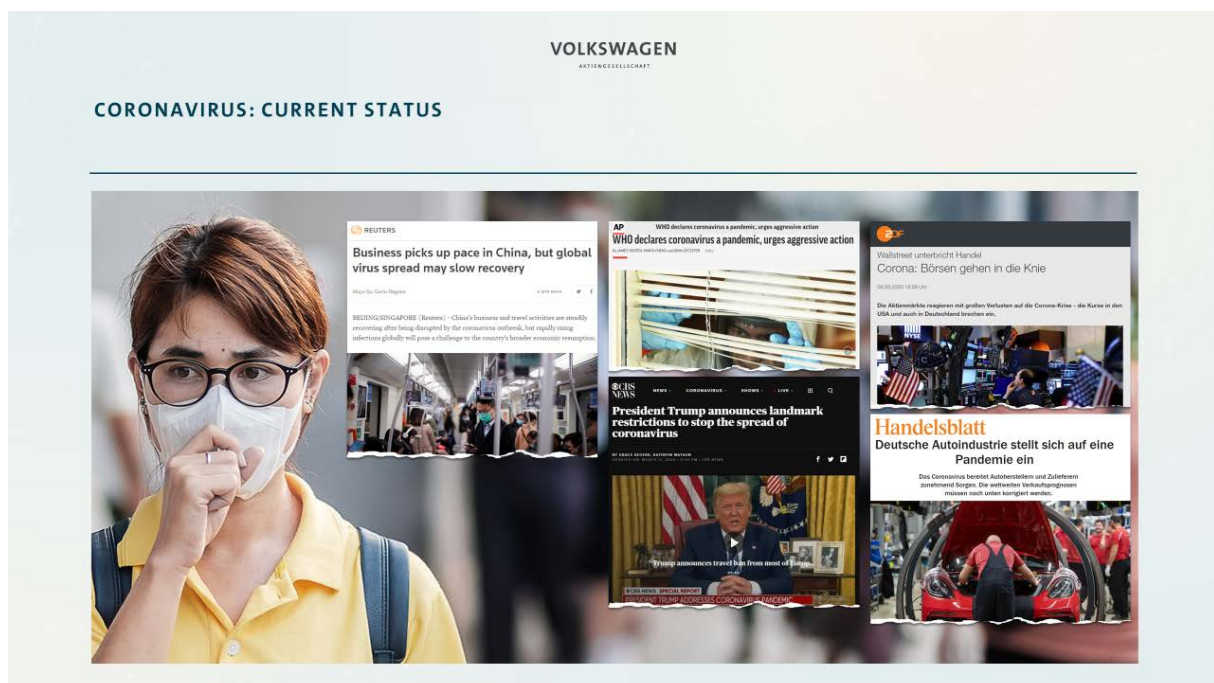 VOLKSWAGEN
AKTIENGESELLSCHAFT
CORONAVIRUS: CURRENT STATUS
REUTERS
Business picks up pace in China, but global
virus spread may slow recovery
BEIJING/SINGAPORE (Reuters) - China's business and travel activities are steadily
recovering after being disrupted by the coronavirus outbreak, but rapidly rising
infections globally will pose a challenge to the country's broader economic resumption.
AP
WHO declares coronavirus a pandemic, urges aggressive action
WHO declares coronavirus a pandemic, urges aggressive action
CBS
NEWS
NEWS
CORONAVIRUS
SHOWS
LIVE
President Trump announces landmark
restrictions to stop the spread of
coronavirus
Trump announces travel ban from most of Europe
CBS NEWS SPECIAL REPORT
PRESIDENT TRUMP ADDRESSES CORONAVIRUS PANDEMIC
ZDF
Wallstreet unterbricht Handel
Corona: Börsen gehen in die Knie
Die Aktienmärkte reagieren mit großen Verlusten auf die Corona-Krise - die Kurse in den
USA und auch in Deutschland brechen ein.
NYSE
Handelsblatt
Deutsche Autoindustrie stellt sich auf eine
Pandemie ein
Das Coronavirus bereitet Autoherstellern und Zulieferern
zunehmend Sorgen. Die weltweiten Verkaufsprognosen
müssen nach unten korrigiert werden.